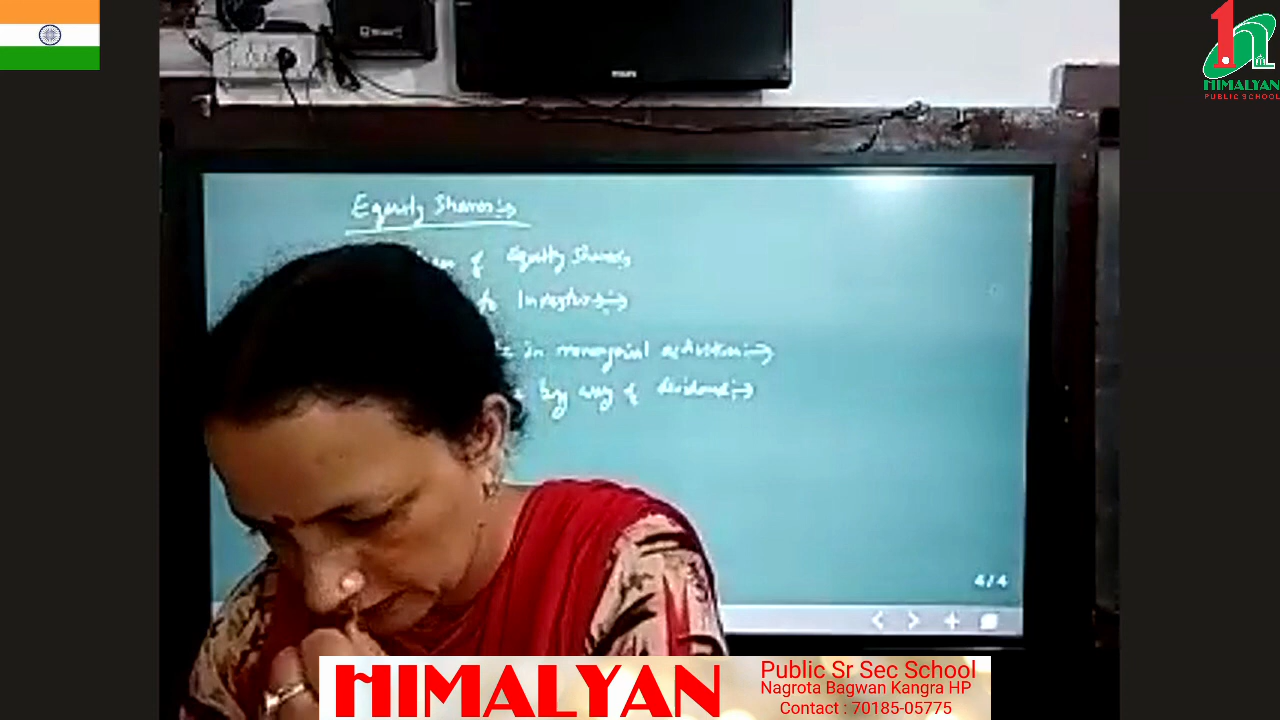 HIMALYAN
PUBLIC SCHOOL
Equity Shares:→
of Equity Shares
Investors:→
in managerial activities:→
by way of dividend:→
4/4
HIMALYAN
Public Sr Sec School
Nagrota Bagwan Kangra HP
Contact : 70185-05775